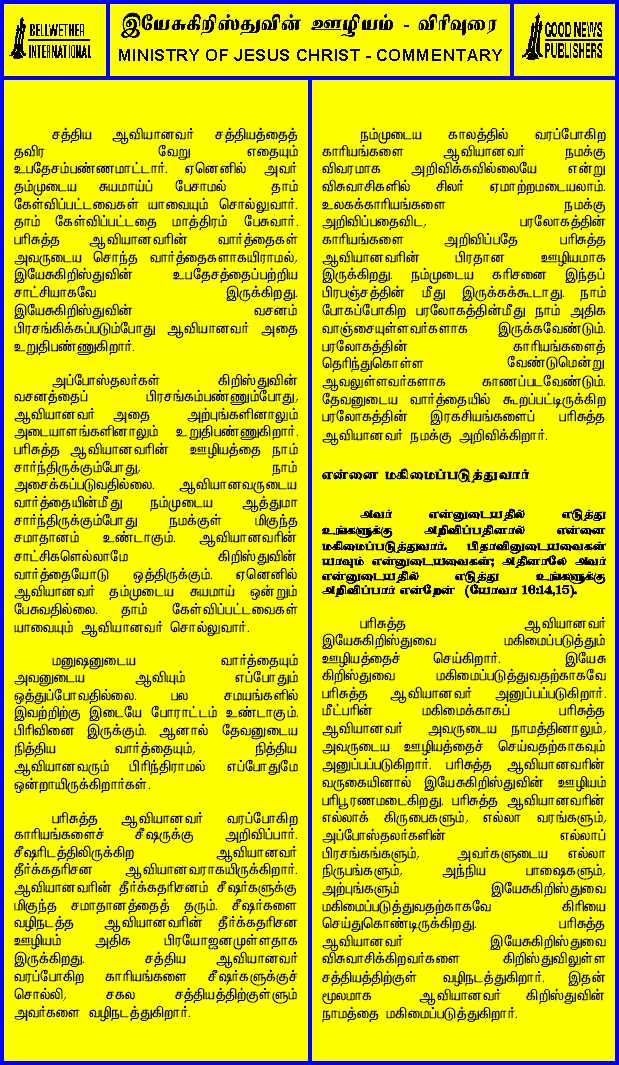 BELLWETHER
INTERNATIONAL
இயேசுகிறிஸ்துவின் ஊழியம் - விரிவுரை
MINISTRY OF JESUS CHRIST - COMMENTARY
GOOD NEWS
PUBLISHERS
சத்திய ஆவியானவர் சத்தியத்தைத்
தவிர வேறு எதையும்
உபதேசம்பண்ணமாட்டார். ஏனெனில் அவர்
தம்முடைய சுயமாய்ப் பேசாமல் தாம்
கேள்விப்பட்டவைகள் யாவையும் சொல்லுவார்.
தாம் கேள்விப்பட்டதை மாத்திரம் பேசுவார்.
பரிசுத்த ஆவியானவரின் வார்த்தைகள்
அவருடைய சொந்த வார்த்தைகளாகயிராமல்,
இயேசுகிறிஸ்துவின் உபதேசத்தைப்பற்றிய
சாட்சியாகவே இருக்கிறது.
இயேசுகிறிஸ்துவின் வசனம்
பிரசங்கிக்கப்படும்போது ஆவியானவர் அதை
உறுதிபண்ணுகிறார்.
அப்போஸ்தலர்கள் கிறிஸ்துவின்
வசனத்தைப் பிரசங்கம்பண்ணும்போது,
ஆவியானவர் அதை அற்புங்களினாலும்
அடையாளங்களினாலும் உறுதிபண்ணுகிறார்.
பரிசுத்த ஆவியானவரின் ஊழியத்தை நாம்
சார்ந்திருக்கும்போது, நாம்
அசைக்கப்படுவதில்லை. ஆவியானவருடைய
வார்த்தையின்மீது நம்முடைய ஆத்துமா
சார்ந்திருக்கும்போது நமக்குள் மிகுந்த
சமாதானம் உண்டாகும். ஆவியானவரின்
சாட்சிகளெல்லாமே கிறிஸ்துவின்
வார்த்தையோடு ஒத்திருக்கும். ஏனெனில்
ஆவியானவர் தம்முடைய சுயமாய் ஒன்றும்
பேசுவதில்லை. தாம் கேள்விப்பட்டவைகள்
யாவையும் ஆவியானவர் சொல்லுவார்.
மனுஷனுடைய வார்த்தையும்
அவனுடைய ஆவியும் எப்போதும்
ஒத்துப்போவதில்லை. பல சமயங்களில்
இவற்றிற்கு இடையே போராட்டம் உண்டாகும்.
பிரிவினை இருக்கும். ஆனால் தேவனுடைய
நித்திய வார்த்தையும், நித்திய
ஆவியானவரும் பிரிந்திராமல் எப்போதுமே
ஒன்றாயிருக்கிறார்கள்.
பரிசுத்த ஆவியானவர் வரப்போகிற
காரியங்களைச் சீஷருக்கு அறிவிப்பார்.
சீஷரிடத்திலிருக்கிற ஆவியானவர்
தீர்க்கதரிசன ஆவியானவராகயிருக்கிறார்.
ஆவியானவரின் தீர்க்கதரிசனம் சீஷர்களுக்கு
மிகுந்த சமாதானத்தைத் தரும். சீஷர்களை
வழிநடத்த ஆவியானவரின் தீர்க்கதரிசன
ஊழியம் அதிக பிரயோஜனமுள்ளதாக
இருக்கிறது. சத்திய ஆவியானவர்
வரப்போகிற காரியங்களை சீஷர்களுக்குச்
சொல்லி, சகல சத்தியத்திற்குள்ளும்
அவர்களை வழிநடத்துகிறார்.
நம்முடைய காலத்தில் வரப்போகிற
காரியங்களை ஆவியானவர் நமக்கு
விவரமாக அறிவிக்கவில்லையே என்று
விசுவாசிகளில் சிலர் ஏமாற்றமடையலாம்.
உலகக்காரியங்களை நமக்கு
அறிவிப்பதைவிட, பரலோகத்தின்
காரியங்களை அறிவிப்பதே பரிசுத்த
ஆவியானவரின் பிரதான ஊழியமாக
இருக்கிறது. நம்முடைய கரிசனை இந்தப்
பிரபஞ்சத்தின் மீது இருக்கக்கூடாது. நாம்
போகப்போகிற பரலோகத்தின்மீது நாம் அதிக
வாஞ்சையுள்ளவர்களாக இருக்கவேண்டும்.
பரலோகத்தின் காரியங்களைத்
தெரிந்துகொள்ள வேண்டுமென்று
ஆவலுள்ளவர்களாக காணப்படவேண்டும்.
தேவனுடைய வார்த்தையில் கூறப்பட்டிருக்கிற
பரலோகத்தின் இரகசியங்களைப் பரிசுத்த
ஆவியானவர் நமக்கு அறிவிக்கிறார்.
என்னை மகிமைப்படுத்துவார்
அவர் என்னுடையதில் எடுத்து
உங்களுக்கு அறிவிப்பதினால் என்னை
மகிமைப்படுத்துவார். பிதாவினுடையவைகள்
யாவும் என்னுடையவைகள்; அதினாலே அவர்
என்னுடையதில் எடுத்து உங்களுக்கு
அறிவிப்பார் என்றேன் (யோவா 16:14,15).
பரிசுத்த ஆவியானவர்
இயேசுகிறிஸ்துவை மகிமைப்படுத்தும்
ஊழியத்தைச் செய்கிறார். இயேசு
கிறிஸ்துவை மகிமைப்படுத்துவதற்காகவே
பரிசுத்த ஆவியானவர் அனுப்பப்படுகிறார்.
மீட்பரின் மகிமைக்காகப் பரிசுத்த
ஆவியானவர் அவருடைய நாமத்தினாலும்,
அவருடைய ஊழியத்தைச் செய்வதற்காகவும்
அனுப்பப்படுகிறார். பரிசுத்த ஆவியானவரின்
வருகையினால் இயேசுகிறிஸ்துவின் ஊழியம்
பரிபூரணமடைகிறது. பரிசுத்த ஆவியானவரின்
எல்லாக் கிருபைகளும், எல்லா வரங்களும்,
அப்போஸ்தலர்களின் எல்லாப்
பிரசங்கங்களும், அவர்களுடைய எல்லா
நிருபங்களும், அந்நிய பாஷைகளும்,
அற்புங்களும் இயேசுகிறிஸ்துவை
மகிமைப்படுத்துவதற்காகவே கிரியை
செய்துகொண்டிருக்கிறது. பரிசுத்த
ஆவியானவர் இயேசுகிறிஸ்துவை
விசுவாசிக்கிறவர்களை கிறிஸ்துவிலுள்ள
சத்தியத்திற்குள் வழிநடத்துகிறார். இதன்
மூலமாக ஆவியானவர் கிறிஸ்துவின்
நாமத்தை மகிமைப்படுத்துகிறார்.